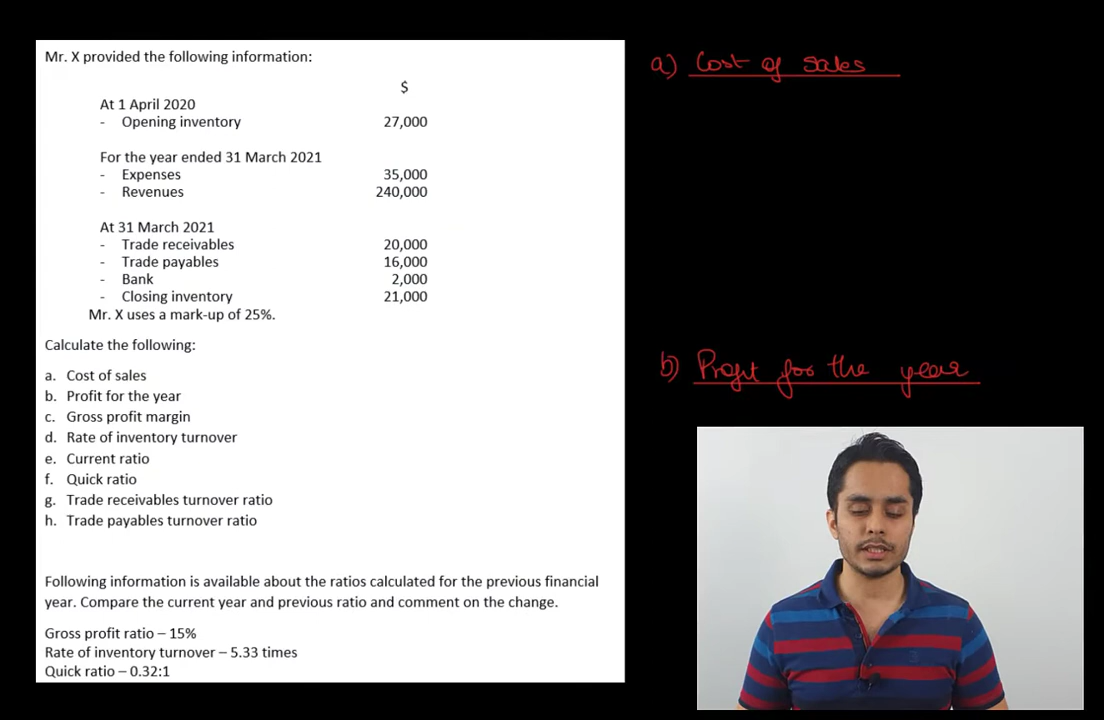 Mr. X provided the following information:
$
At 1 April 2020
- Opening inventory 27,000
For the year ended 31 March 2021
- Expenses 35,000
- Revenues 240,000
At 31 March 2021
- Trade receivables 20,000
- Trade payables 16,000
- Bank 2,000
- Closing inventory 21,000
Mr. X uses a mark-up of 25%.
Calculate the following:
a. Cost of sales
b. Profit for the year
c. Gross profit margin
d. Rate of inventory turnover
e. Current ratio
f. Quick ratio
g. Trade receivables turnover ratio
h. Trade payables turnover ratio
Following information is available about the ratios calculated for the previous financial
year. Compare the current year and previous ratio and comment on the change.
Gross profit ratio – 15%
Rate of inventory turnover – 5.33 times
Quick ratio – 0.32:1
a) Cost of sales
b) Profit for the year